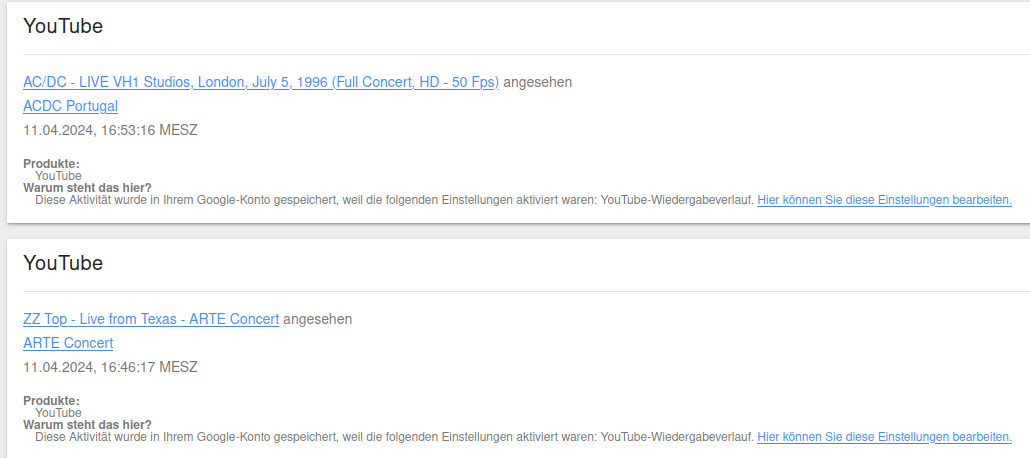 YouTube
AC/DC - LIVE VH1 Studios, London, July 5, 1996 (Full Concert, HD - 50 Fps) angesehen
ACDC Portugal
11.04.2024, 16:53:16 MESZ
Produkte:
YouTube
Warum steht das hier?
Diese Aktivität wurde in Ihrem Google-Konto gespeichert, weil die folgenden Einstellungen aktiviert waren: YouTube-Wiedergabeverlauf. Hier können Sie diese Einstellungen bearbeiten.
YouTube
ZZ Top - Live from Texas - ARTE Concert angesehen
ARTE Concert
11.04.2024, 16:46:17 MESZ
Produkte:
YouTube
Warum steht das hier?
Diese Aktivität wurde in Ihrem Google-Konto gespeichert, weil die folgenden Einstellungen aktiviert waren: YouTube-Wiedergabeverlauf. Hier können Sie diese Einstellungen bearbeiten.